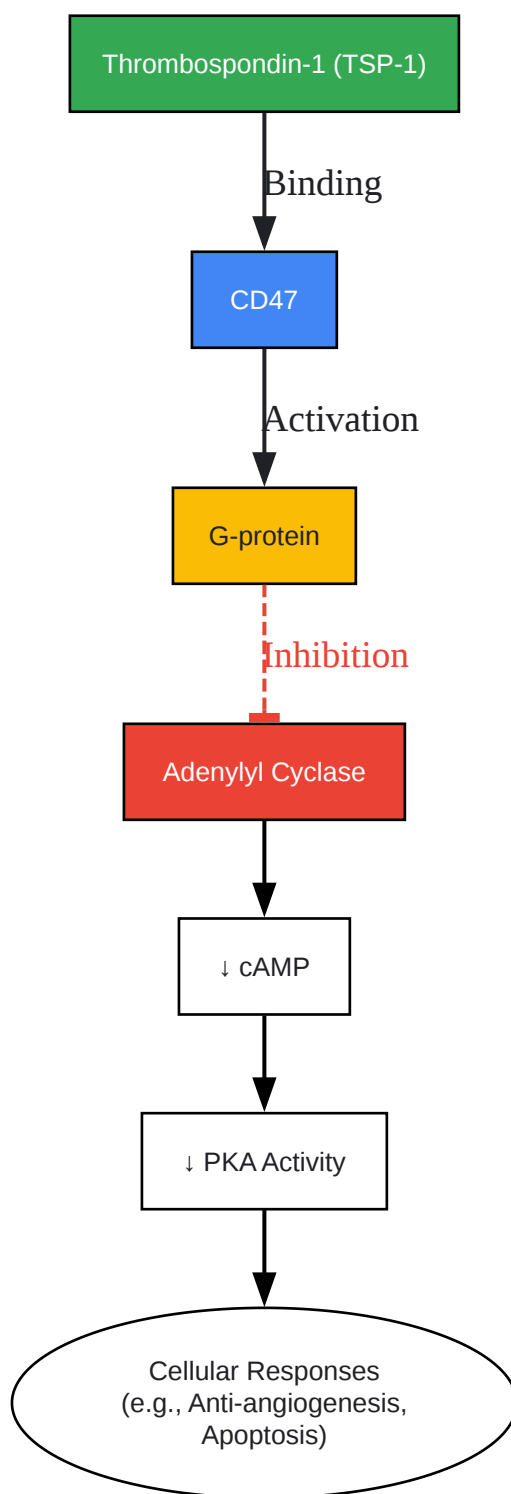 Thrombospondin-1 (TSP-1)
Binding
CD47
Activation
G-protein
Inhibition
Adenylyl Cyclase
↓ cAMP
↓ PKA Activity
Cellular Responses
(e.g., Anti-angiogenesis,
Apoptosis)